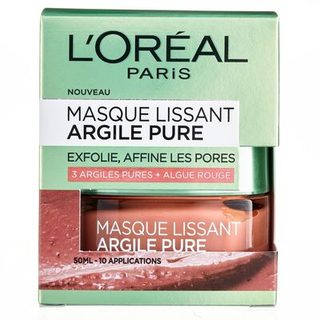 L'ORÉAL
PARIS
NOUVEAU
MASQUE LISSANT
ARGILE PURE
EXFOLIE, AFFINE LES PORES
3 ARGILES PURES + ALGUE ROUGE
MASQUE LISSANT
ARGILE PURE
50ML - 10 APPLICATIONS